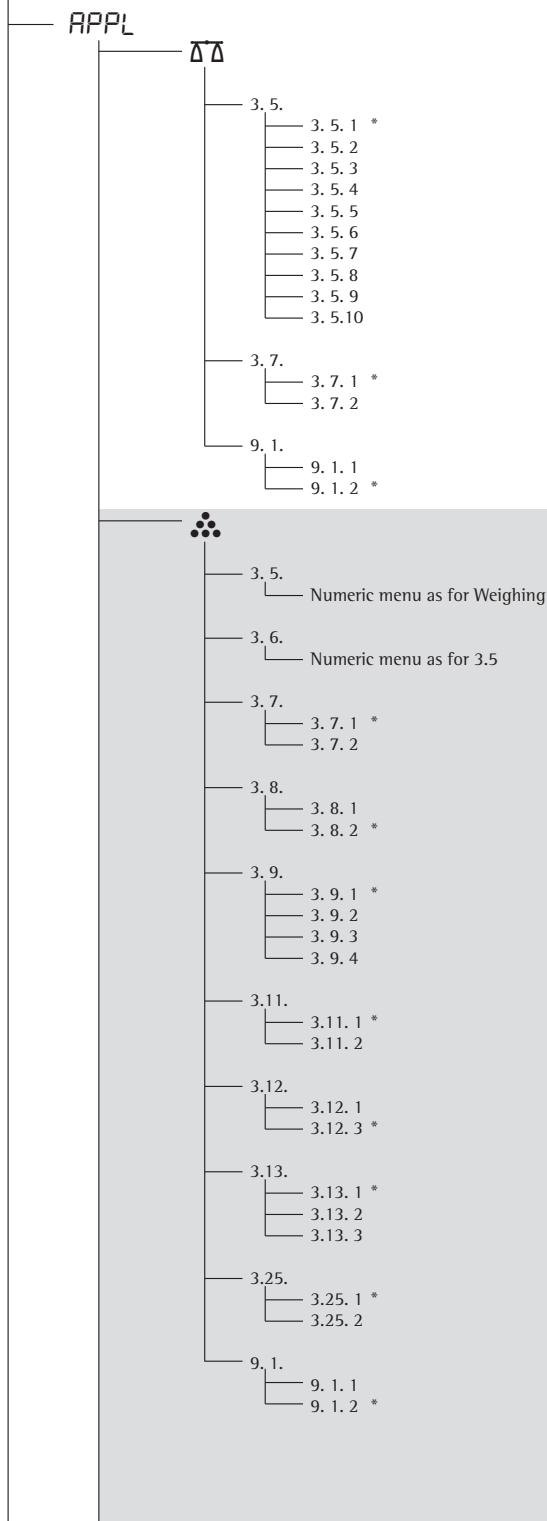 APPL
3. 5.
3. 5. 1 *
3. 5. 2
3. 5. 3
3. 5. 4
3. 5. 5
3. 5. 6
3. 5. 7
3. 5. 8
3. 5. 9
3. 5.10
3. 7.
3. 7. 1 *
3. 7. 2
9. 1.
9. 1. 1
9. 1. 2 *
3. 5.
Numeric menu as for Weighing
3. 6.
Numeric menu as for 3.5
3. 7.
3. 7. 1 *
3. 7. 2
3. 8.
3. 8. 1
3. 8. 2 *
3. 9.
3. 9. 1 *
3. 9. 2
3. 9. 3
3. 9. 4
3.11.
3.11. 1 *
3.11. 2
3.12.
3.12. 1
3.12. 3 *
3.13.
3.13. 1 *
3.13. 2
3.13. 3
3.25.
3.25. 1 *
3.25. 2
9. 1.
9. 1. 1
9. 1. 2 *